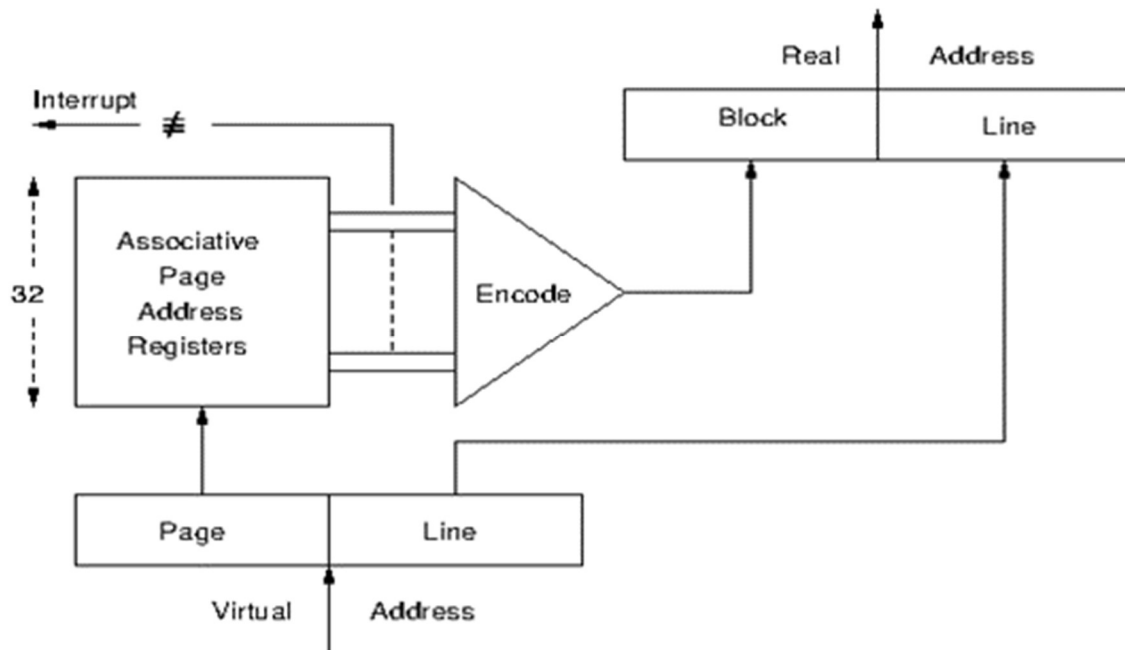 Real Address
Interrupt
≢
Block
Line
Associative
Page
Address
Registers
32
Encode
Page
Line
Virtual Address